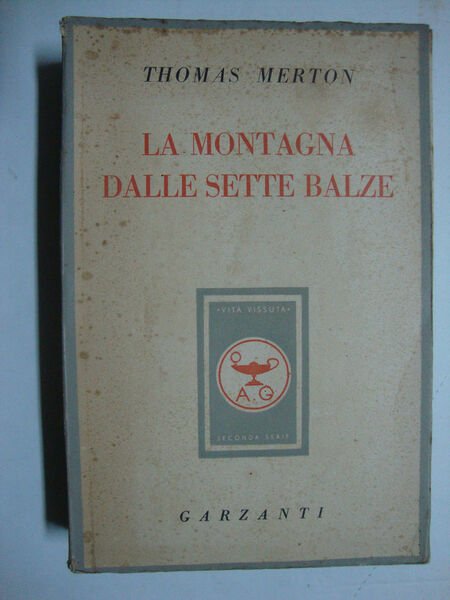 THOMAS MERTON
LA MONTAGNA
DALLE SETTE BALZE
• VITA VISSUTA •
A. G
SECONDA SERIE
GARZANTI